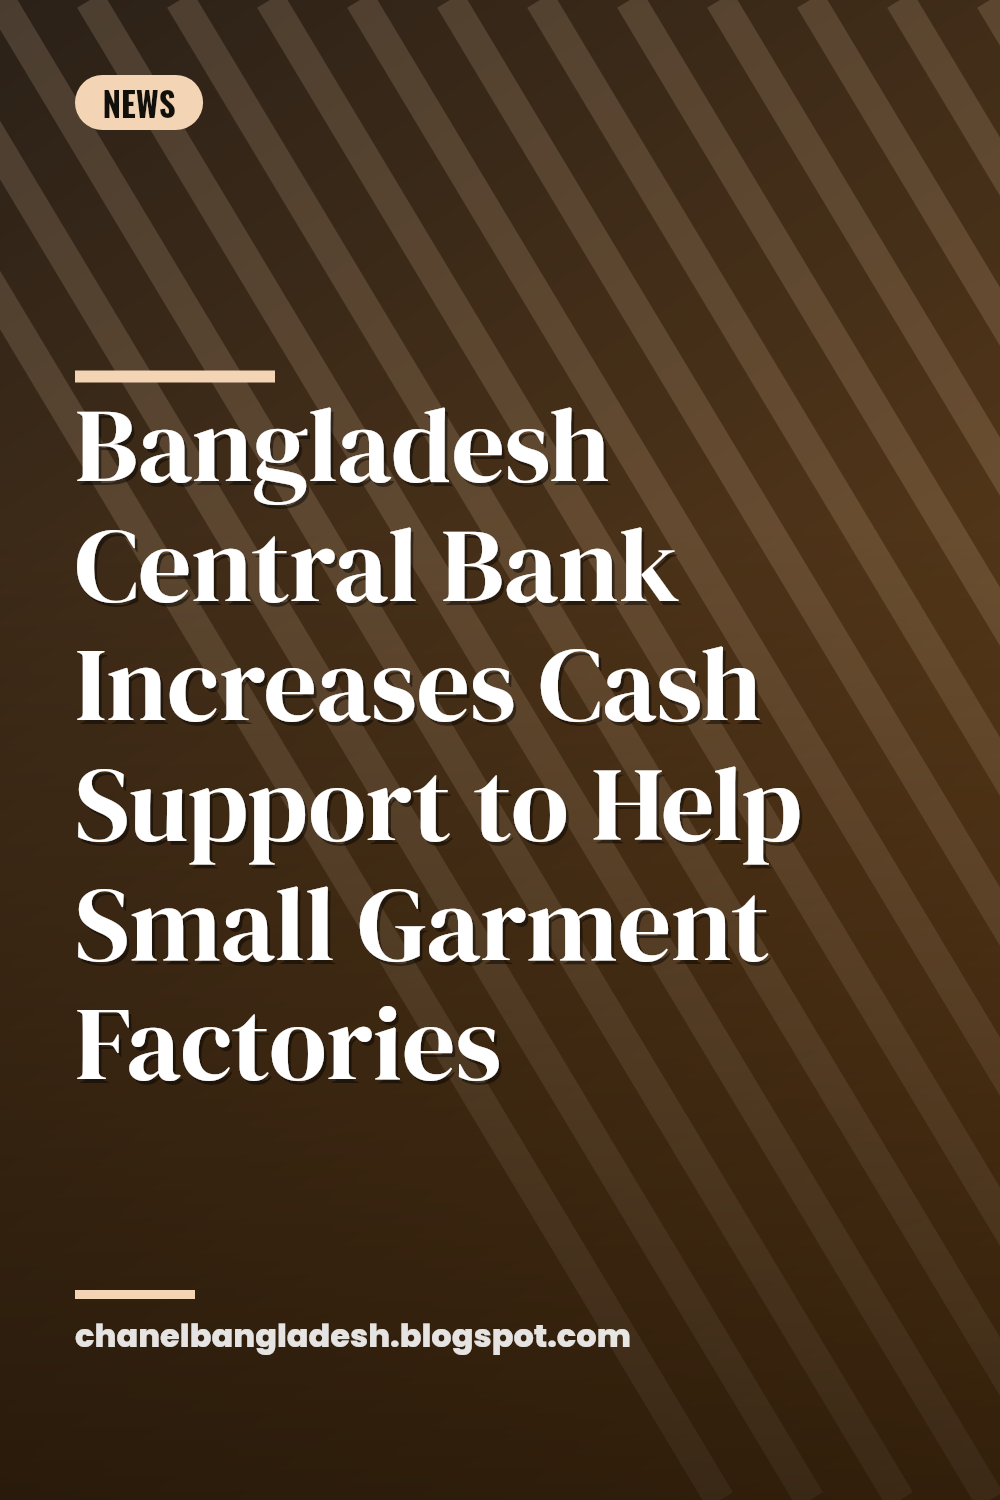 NEWS
Bangladesh
Central Bank
Increases Cash
Support to Help
Small Garment
Factories
chanelbangladesh.blogspot.com